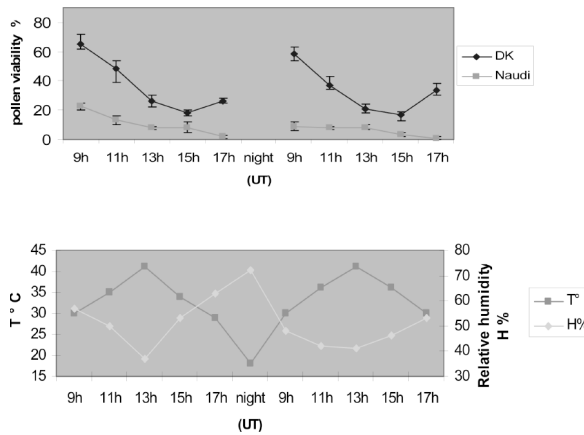 pollen viability %
80
60
40
20
0
9h 11h 13h 15h 17h night 9h 11h 13h 15h 17h
(UT)
DK
Naudi
T ° C
45
40
35
30
25
20
15
80
70
60
50
40
30
Relative humidity
H %
9h 11h 13h 15h 17h night 9h 11h 13h 15h 17h
(UT)
T°
H%